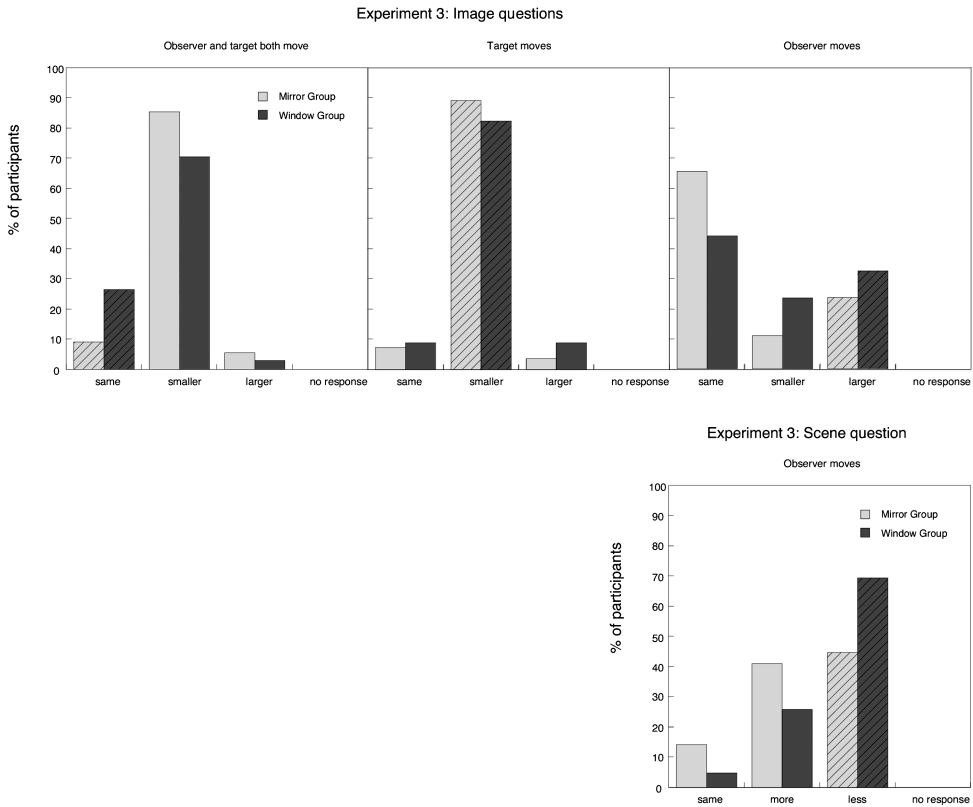 Experiment 3: Image questions
Observer and target both move
Target moves
Observer moves
100
90
80
70
60
50
40
30
20
10
0
% of participants
Mirror Group
Window Group
same smaller larger no response
same smaller larger no response
same smaller larger no response
Experiment 3: Scene question
Observer moves
100
90
80
70
60
50
40
30
20
10
0
% of participants
Mirror Group
Window Group
same more less no response